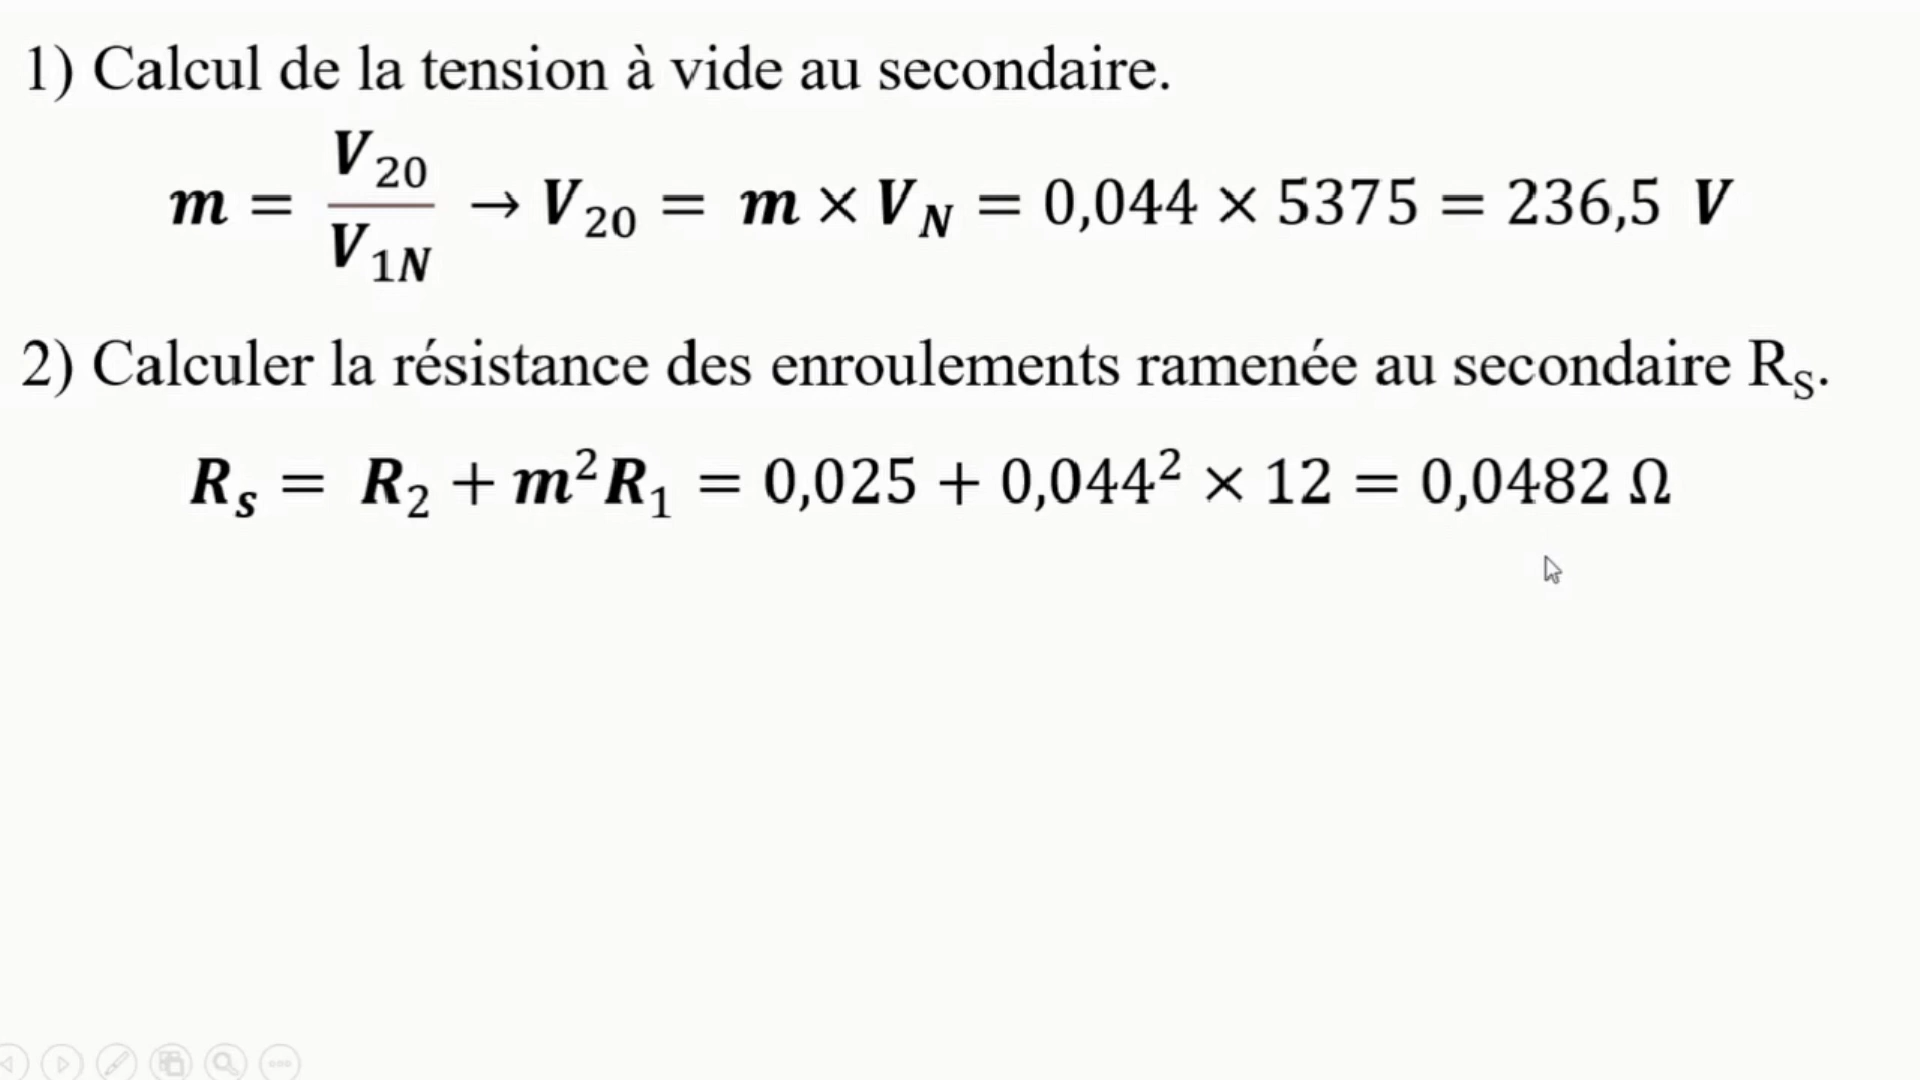 1) Calcul de la tension à vide au secondaire.
m = V₂₀ / V₁N → V₂₀ = m × VN = 0,044 × 5375 = 236,5 V
2) Calculer la résistance des enroulements ramenée au secondaire RS.
Rs = R₂ + m²R₁ = 0,025 + 0,044² × 12 = 0,0482 Ω